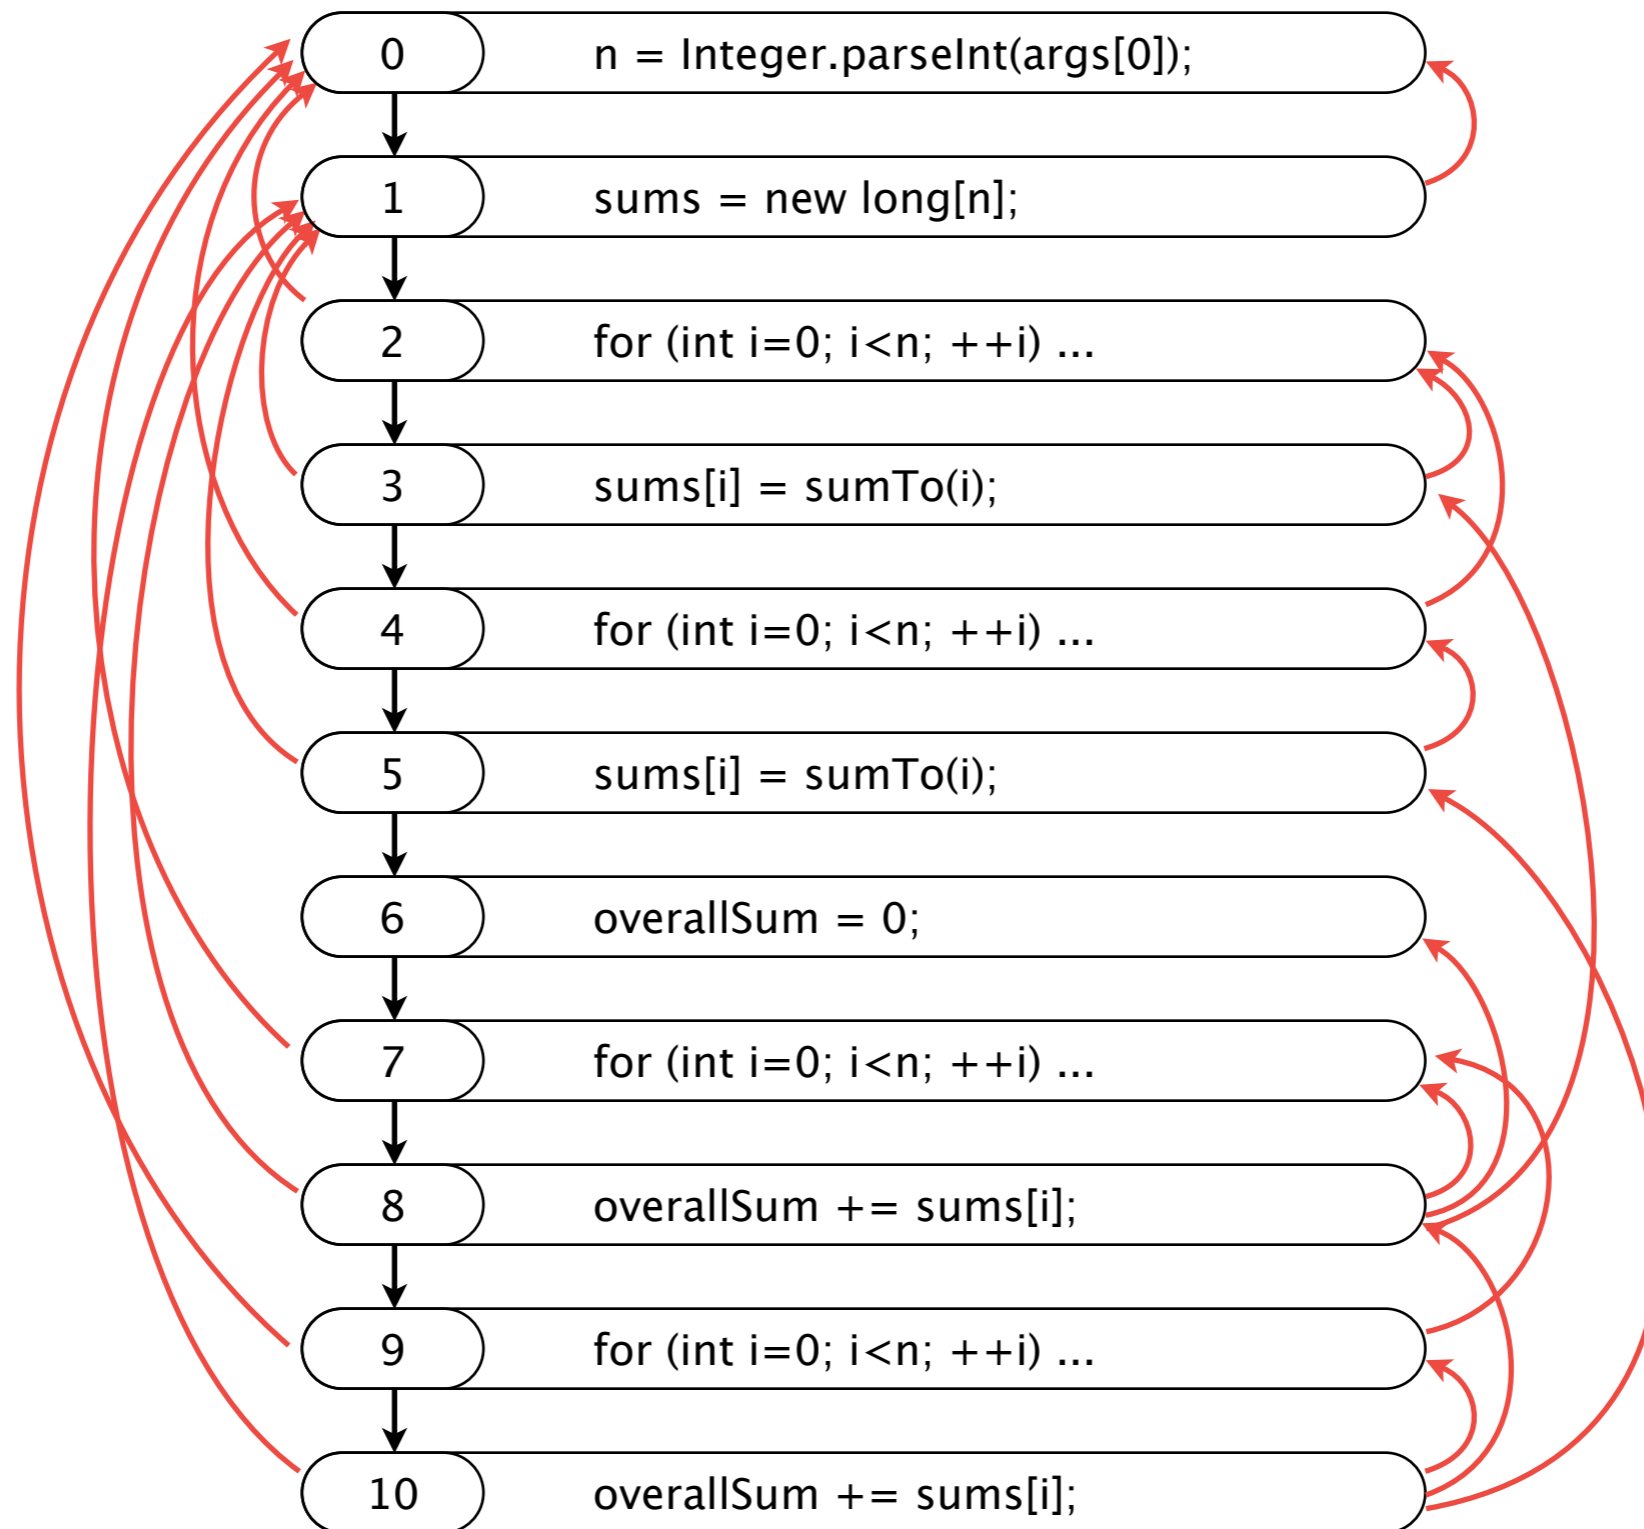 0 n = Integer.parseInt(args[0]);
1 sums = new long[n];
2 for (int i=0; i<n; ++i) ...
3 sums[i] = sumTo(i);
4 for (int i=0; i<n; ++i) ...
5 sums[i] = sumTo(i);
6 overallSum = 0;
7 for (int i=0; i<n; ++i) ...
8 overallSum += sums[i];
9 for (int i=0; i<n; ++i) ...
10 overallSum += sums[i];